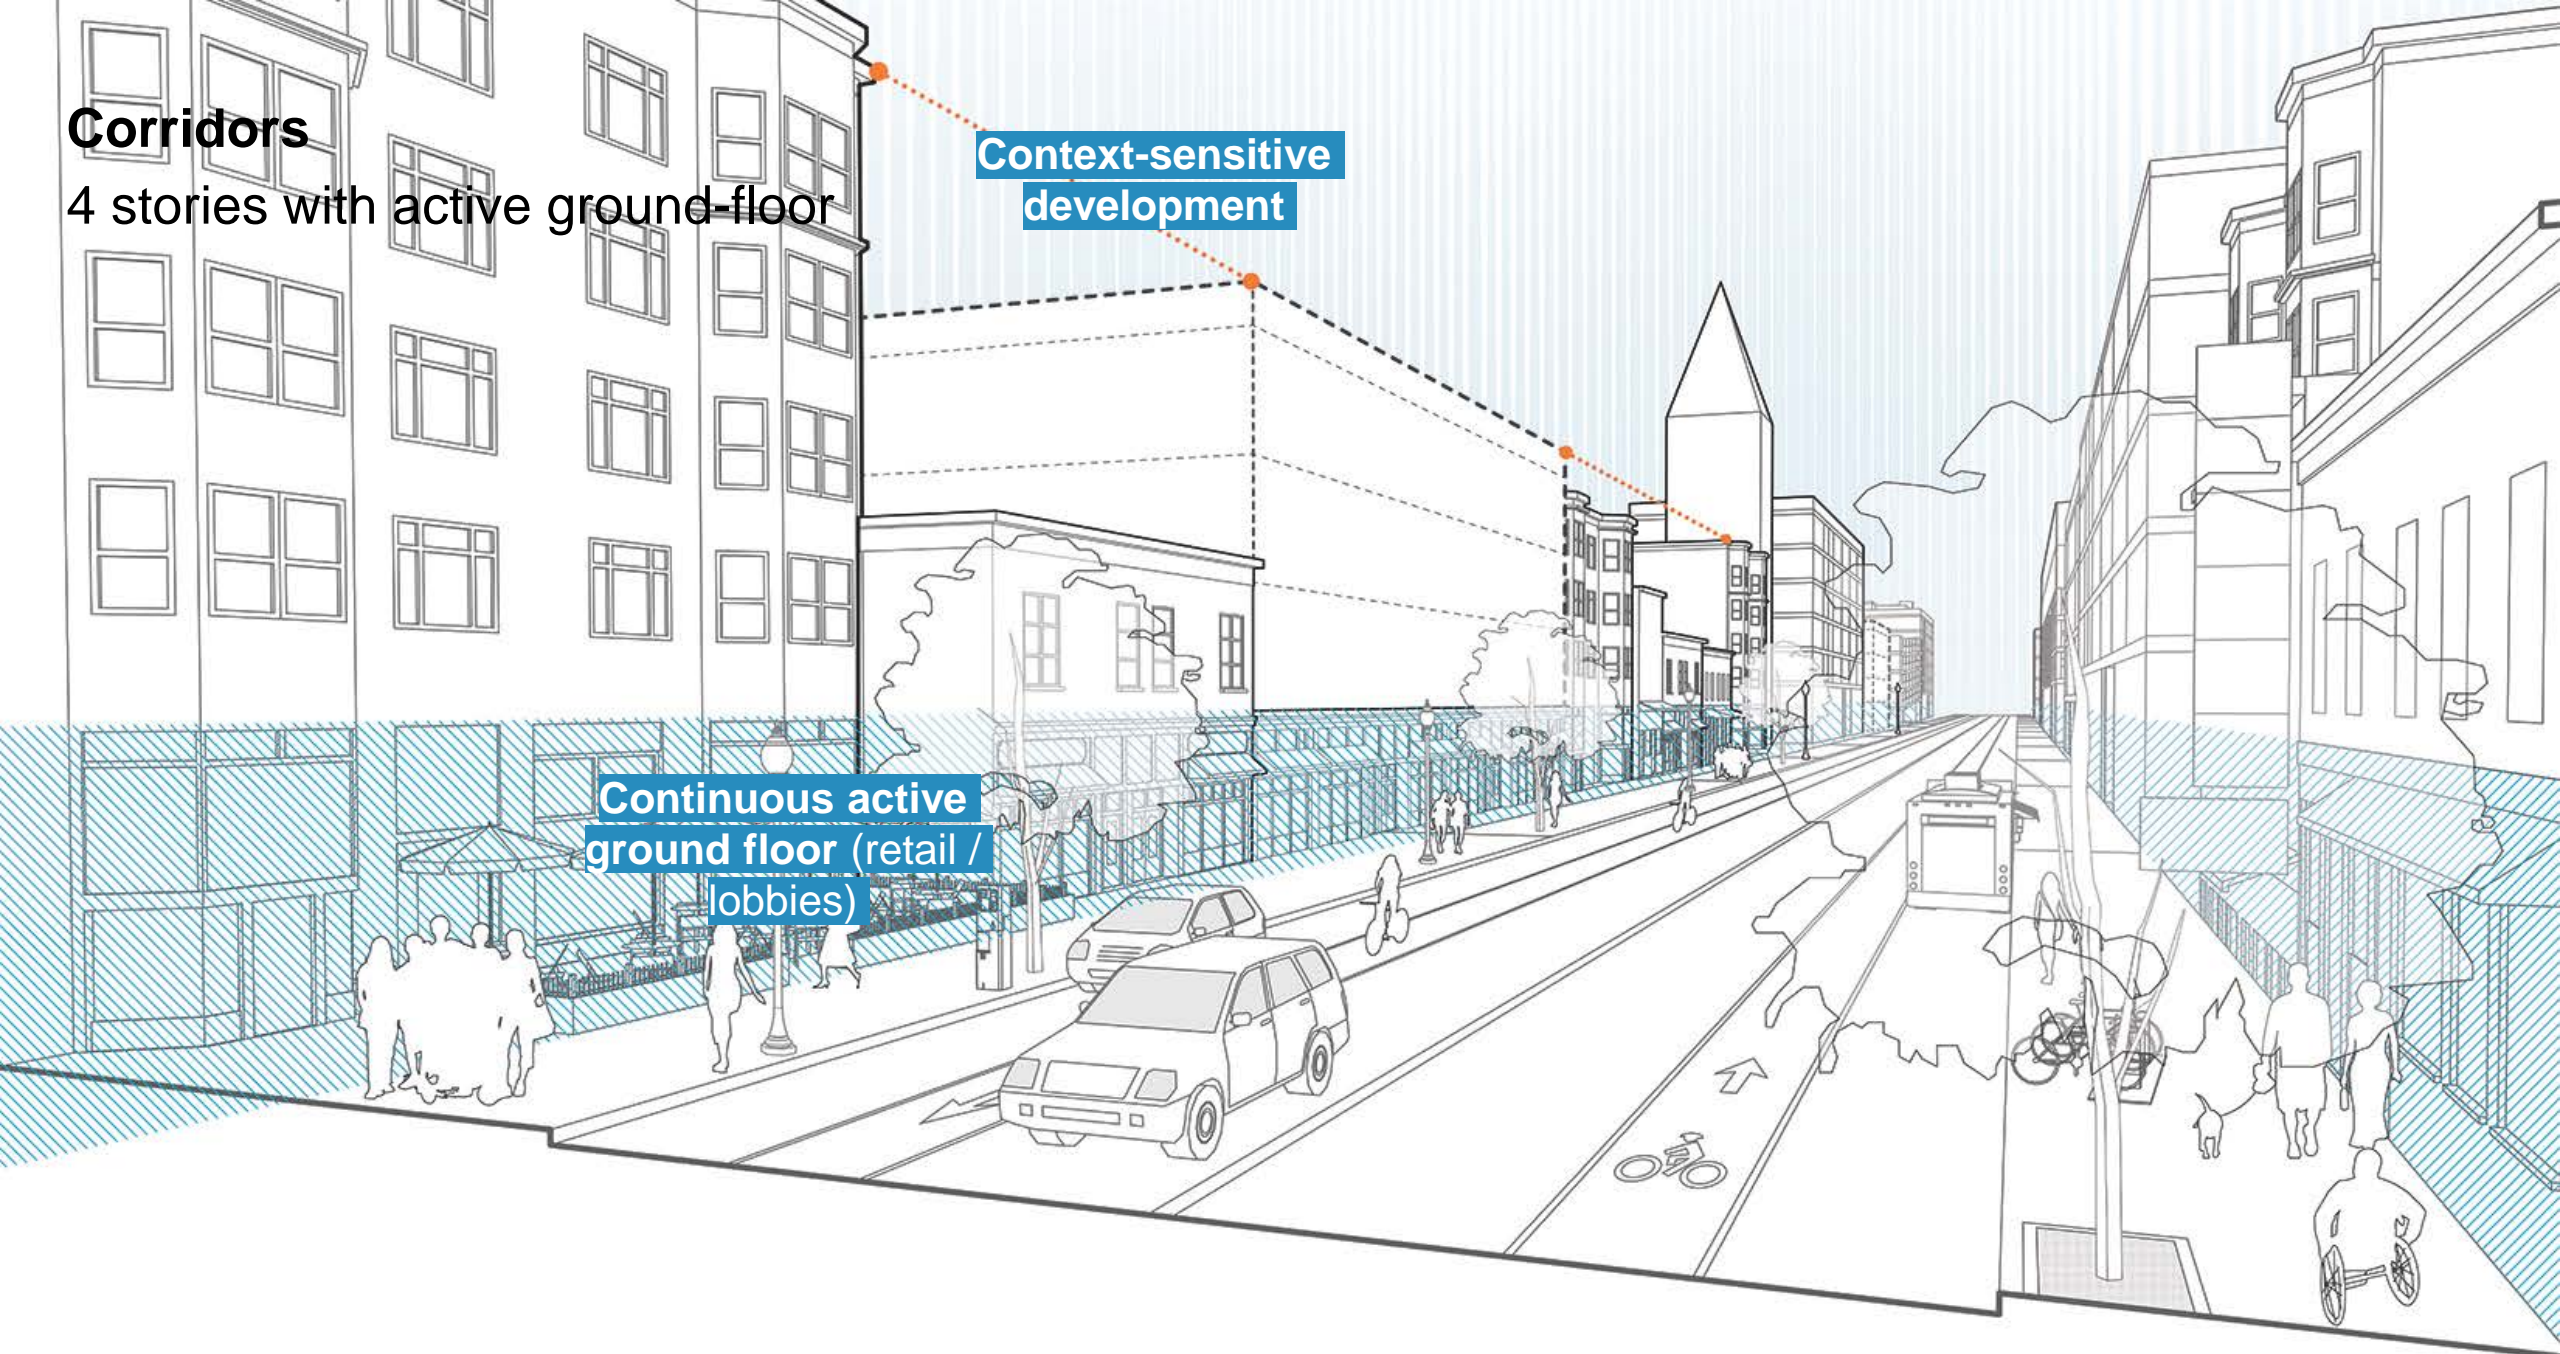 Corridors
4 stories with active ground-floor
Context-sensitive
development
Continuous active
ground floor (retail /
lobbies)